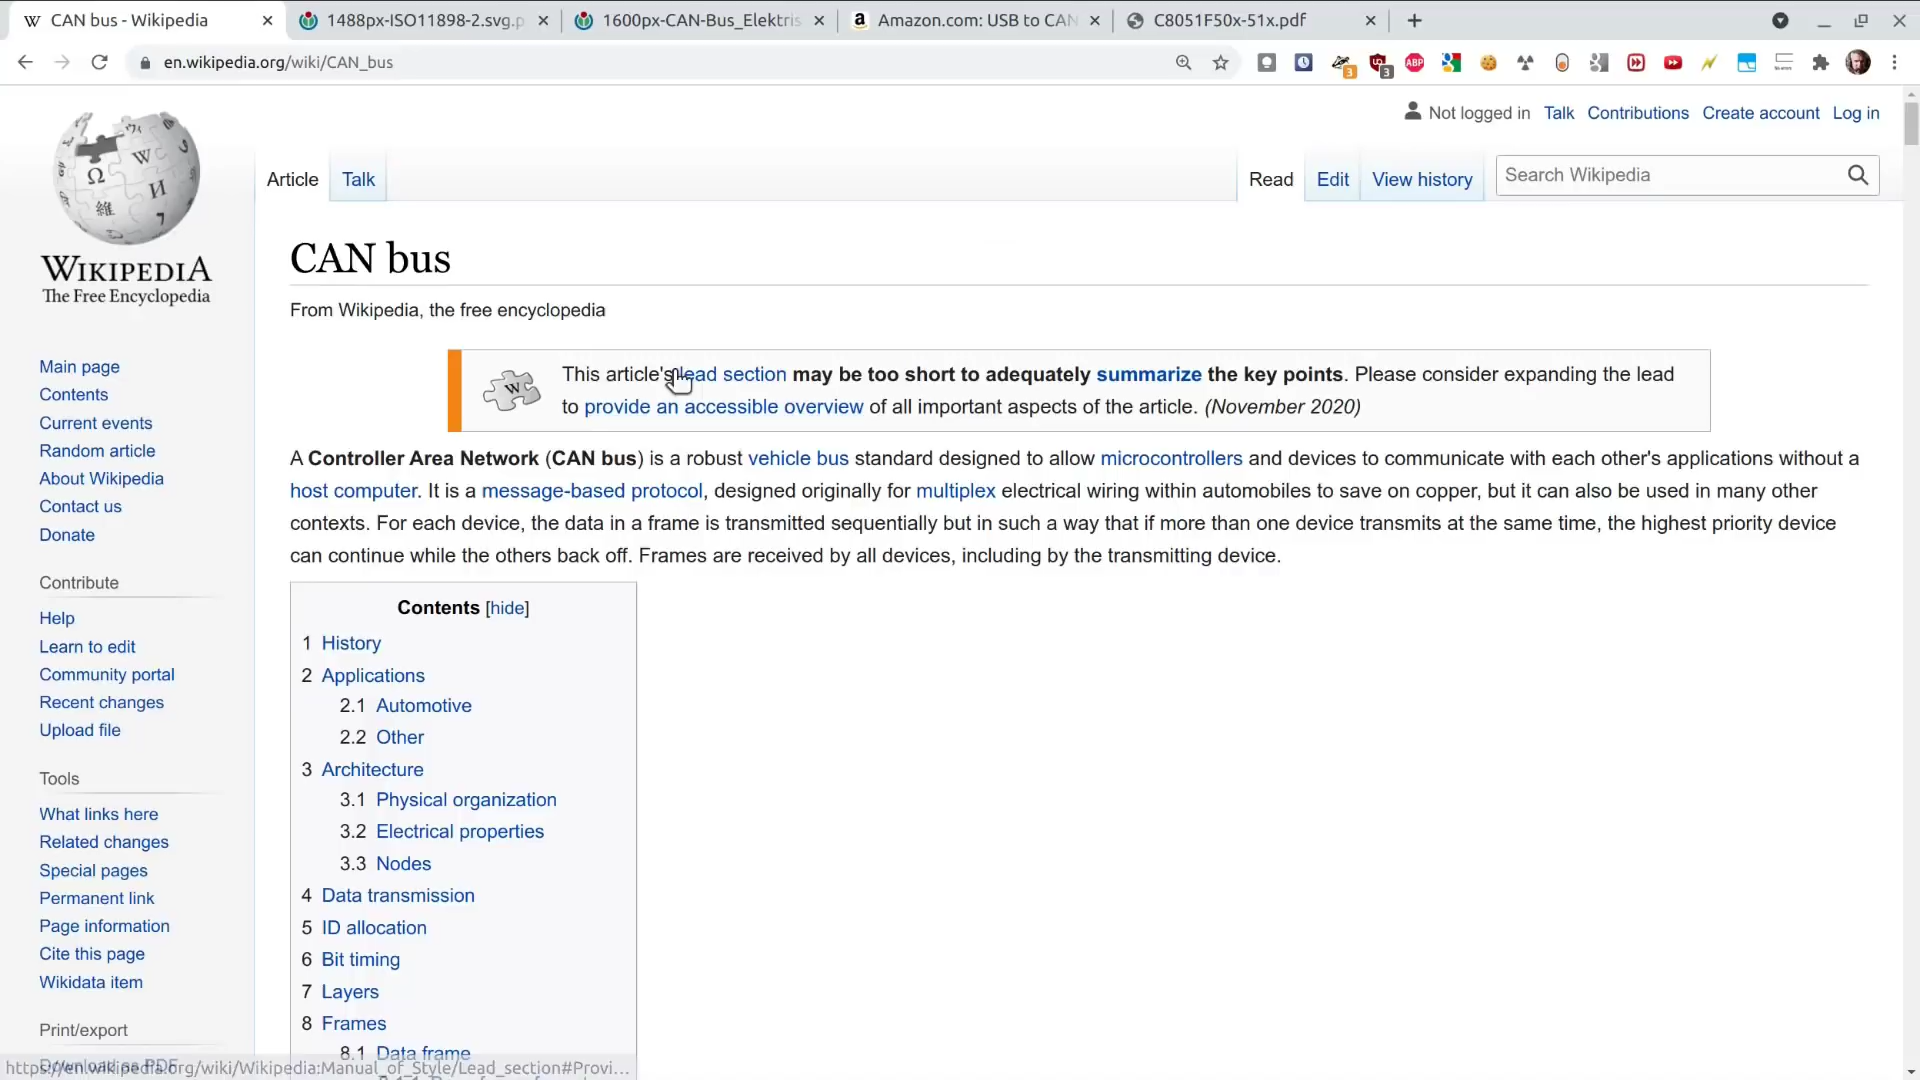 CAN bus - Wikipedia
1488px-ISO11898-2.svg.p
1600px-CAN-Bus_Elektris
Amazon.com: USB to CAN
C8051F50x-51x.pdf
en.wikipedia.org/wiki/CAN_bus
Not logged in Talk Contributions Create account Log in
Article Talk
Read Edit View history Search Wikipedia
WIKIPEDIA
The Free Encyclopedia
Main page
Contents
Current events
Random article
About Wikipedia
Contact us
Donate
Contribute
Help
Learn to edit
Community portal
Recent changes
Upload file
Tools
What links here
Related changes
Special pages
Permanent link
Page information
Cite this page
Wikidata item
Print/export
Download as PDF
CAN bus
From Wikipedia, the free encyclopedia
This article's lead section may be too short to adequately summarize the key points. Please consider expanding the lead
to provide an accessible overview of all important aspects of the article. (November 2020)
A Controller Area Network (CAN bus) is a robust vehicle bus standard designed to allow microcontrollers and devices to communicate with each other's applications without a
host computer. It is a message-based protocol, designed originally for multiplex electrical wiring within automobiles to save on copper, but it can also be used in many other
contexts. For each device, the data in a frame is transmitted sequentially but in such a way that if more than one device transmits at the same time, the highest priority device
can continue while the others back off. Frames are received by all devices, including by the transmitting device.
Contents [hide]
1 History
2 Applications
2.1 Automotive
2.2 Other
3 Architecture
3.1 Physical organization
3.2 Electrical properties
3.3 Nodes
4 Data transmission
5 ID allocation
6 Bit timing
7 Layers
8 Frames
8.1 Data frame
https://en.wikipedia.org/wiki/Wikipedia:Manual_of_Style/Lead_section#Provi...